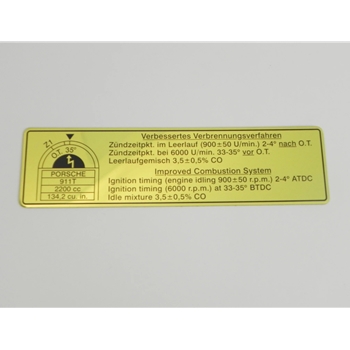 Z1
O.T. 35°
PORSCHE
911T
2200 cc
134,2 cu. in.
Verbessertes Verbrennungsverfahren
Zündzeitpkt. im Leerlauf (900±50 U/min.) 2-4° nach O.T.
Zündzeitpkt. bei 6000 U/min. 33-35° vor O.T.
Leerlaufgemisch 3,5±0,5% CO
Improved Combustion System
Ignition timing (engine idling 900±50 r.p.m.) 2-4° ATDC
Ignition timing (6000 r.p.m.) at 33-35° BTDC
Idle mixture 3,5±0,5% CO